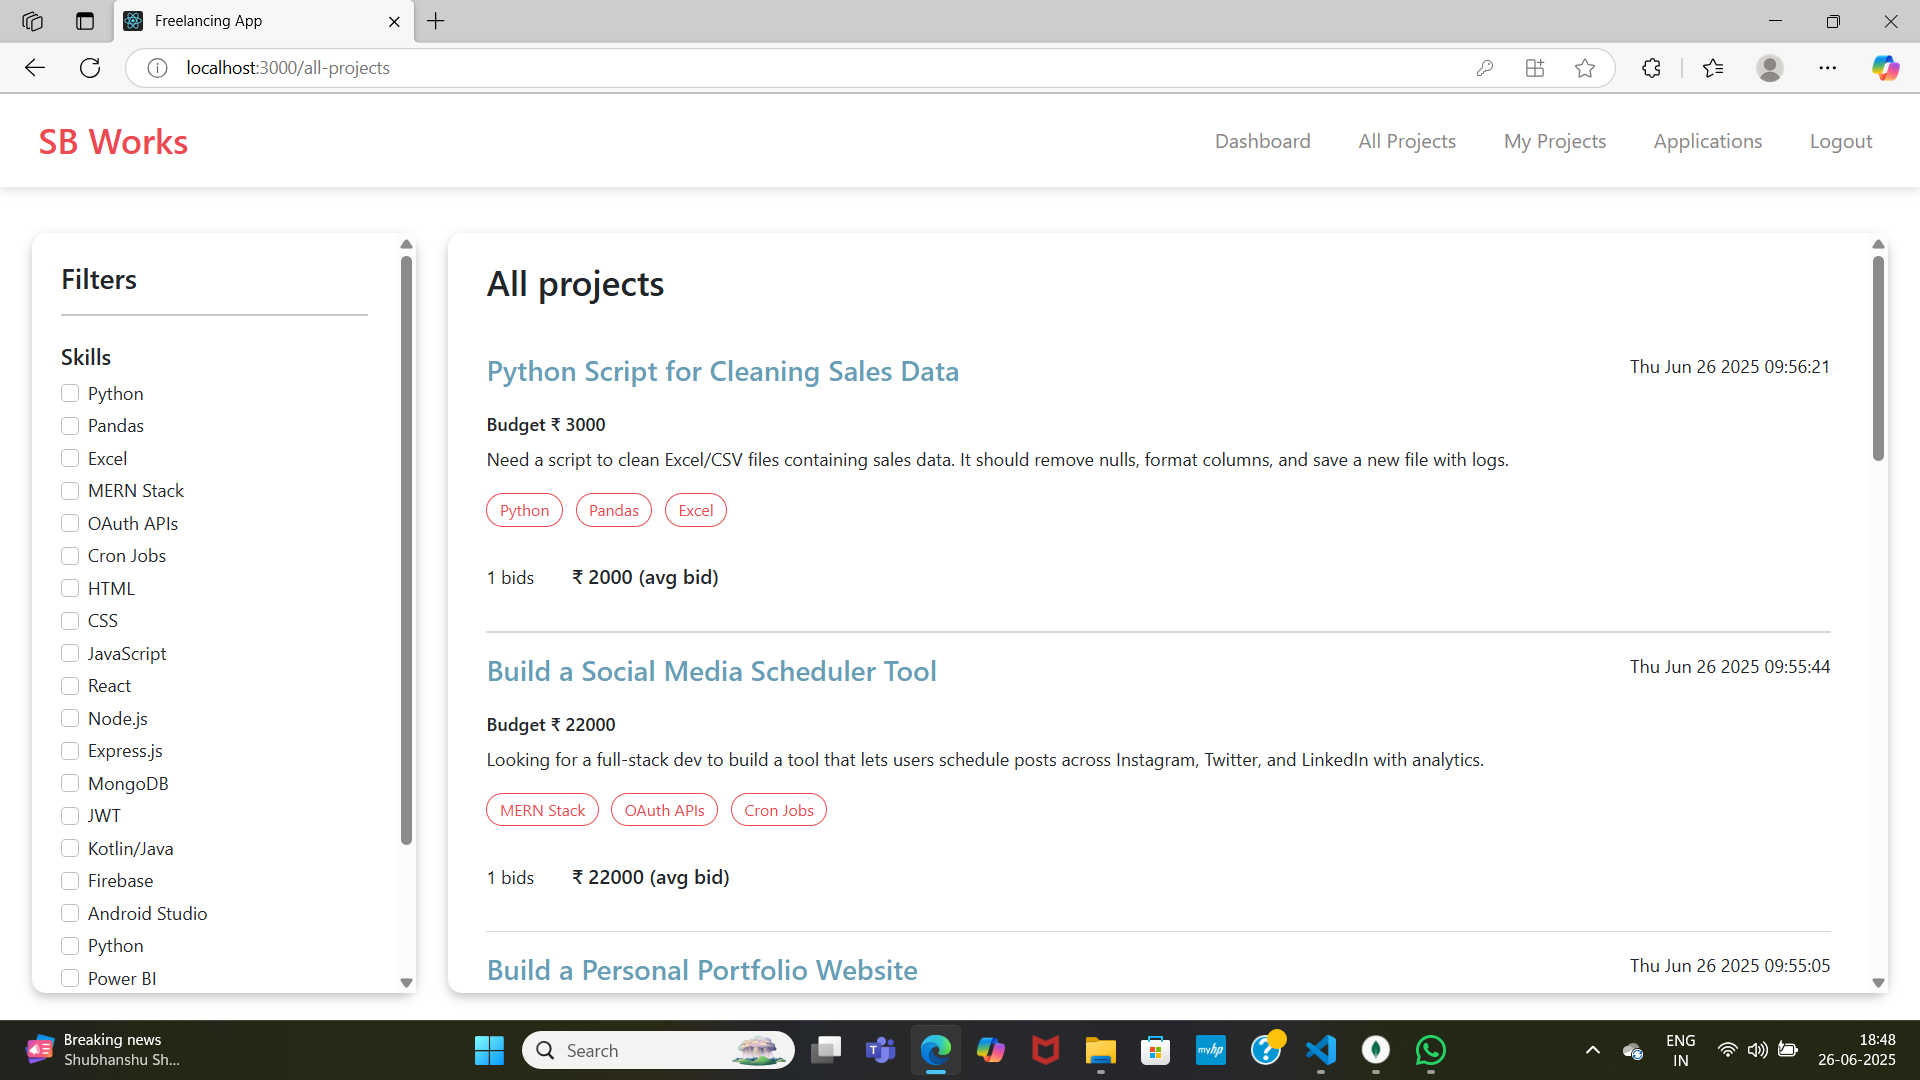 Freelancing App
localhost:3000/all-projects
SB Works
Dashboard
All Projects
My Projects
Applications
Logout
Filters
Skills
Python
Pandas
Excel
MERN Stack
OAuth APIs
Cron Jobs
HTML
CSS
JavaScript
React
Node.js
Express.js
MongoDB
JWT
Kotlin/Java
Firebase
Android Studio
Python
Power BI
All projects
Python Script for Cleaning Sales Data
Thu Jun 26 2025 09:56:21
Budget ₹ 3000
Need a script to clean Excel/CSV files containing sales data. It should remove nulls, format columns, and save a new file with logs.
Python
Pandas
Excel
1 bids
₹ 2000 (avg bid)
Build a Social Media Scheduler Tool
Thu Jun 26 2025 09:55:44
Budget ₹ 22000
Looking for a full-stack dev to build a tool that lets users schedule posts across Instagram, Twitter, and LinkedIn with analytics.
MERN Stack
OAuth APIs
Cron Jobs
1 bids
₹ 22000 (avg bid)
Build a Personal Portfolio Website
Thu Jun 26 2025 09:55:05
Breaking news
Shubhanshu Sh...
Search
myhp
ENG
IN
18:48
26-06-2025